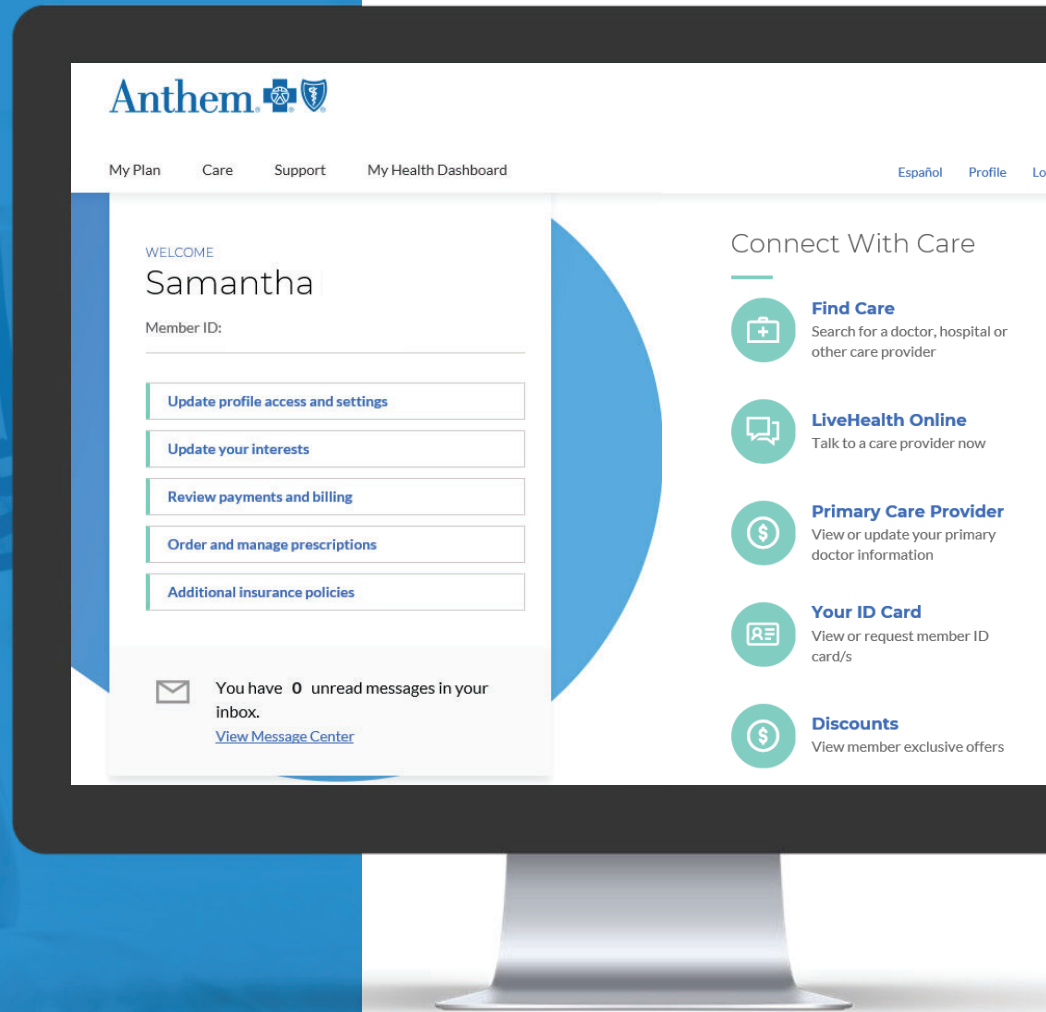 Anthem
My Plan Care Support My Health Dashboard
Español Profile Lo
WELCOME
Samantha
Member ID:
Update profile access and settings
Update your interests
Review payments and billing
Order and manage prescriptions
Additional insurance policies
You have 0 unread messages in your
inbox.
View Message Center
Connect With Care
Find Care
Search for a doctor, hospital or
other care provider
LiveHealth Online
Talk to a care provider now
Primary Care Provider
View or update your primary
doctor information
Your ID Card
View or request member ID
card/s
Discounts
View member exclusive offers